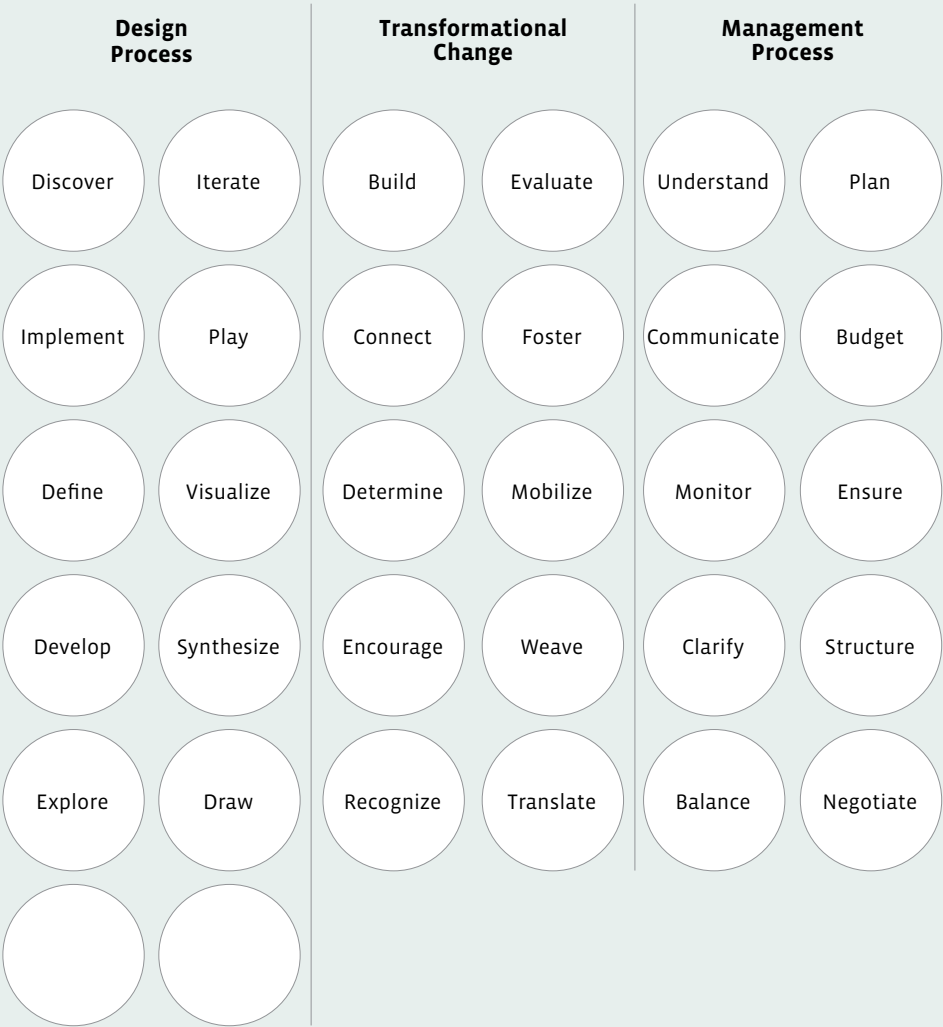 Design
Process
Discover
Iterate
Implement
Play
Define
Visualize
Develop
Synthesize
Explore
Draw
Transformational
Change
Build
Evaluate
Connect
Foster
Determine
Mobilize
Encourage
Weave
Recognize
Translate
Management
Process
Understand
Plan
Communicate
Budget
Monitor
Ensure
Clarify
Structure
Balance
Negotiate